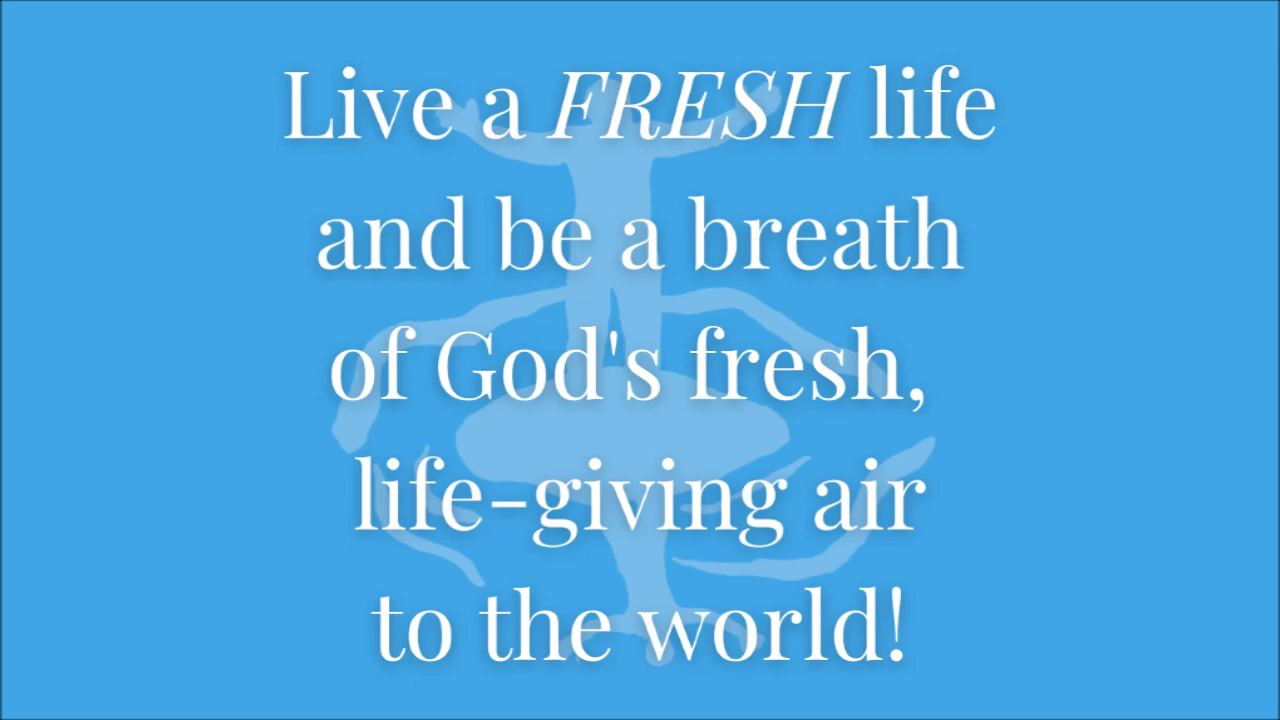 Live a FRESH life
and be a breath
of God's fresh,
life-giving air
to the world!